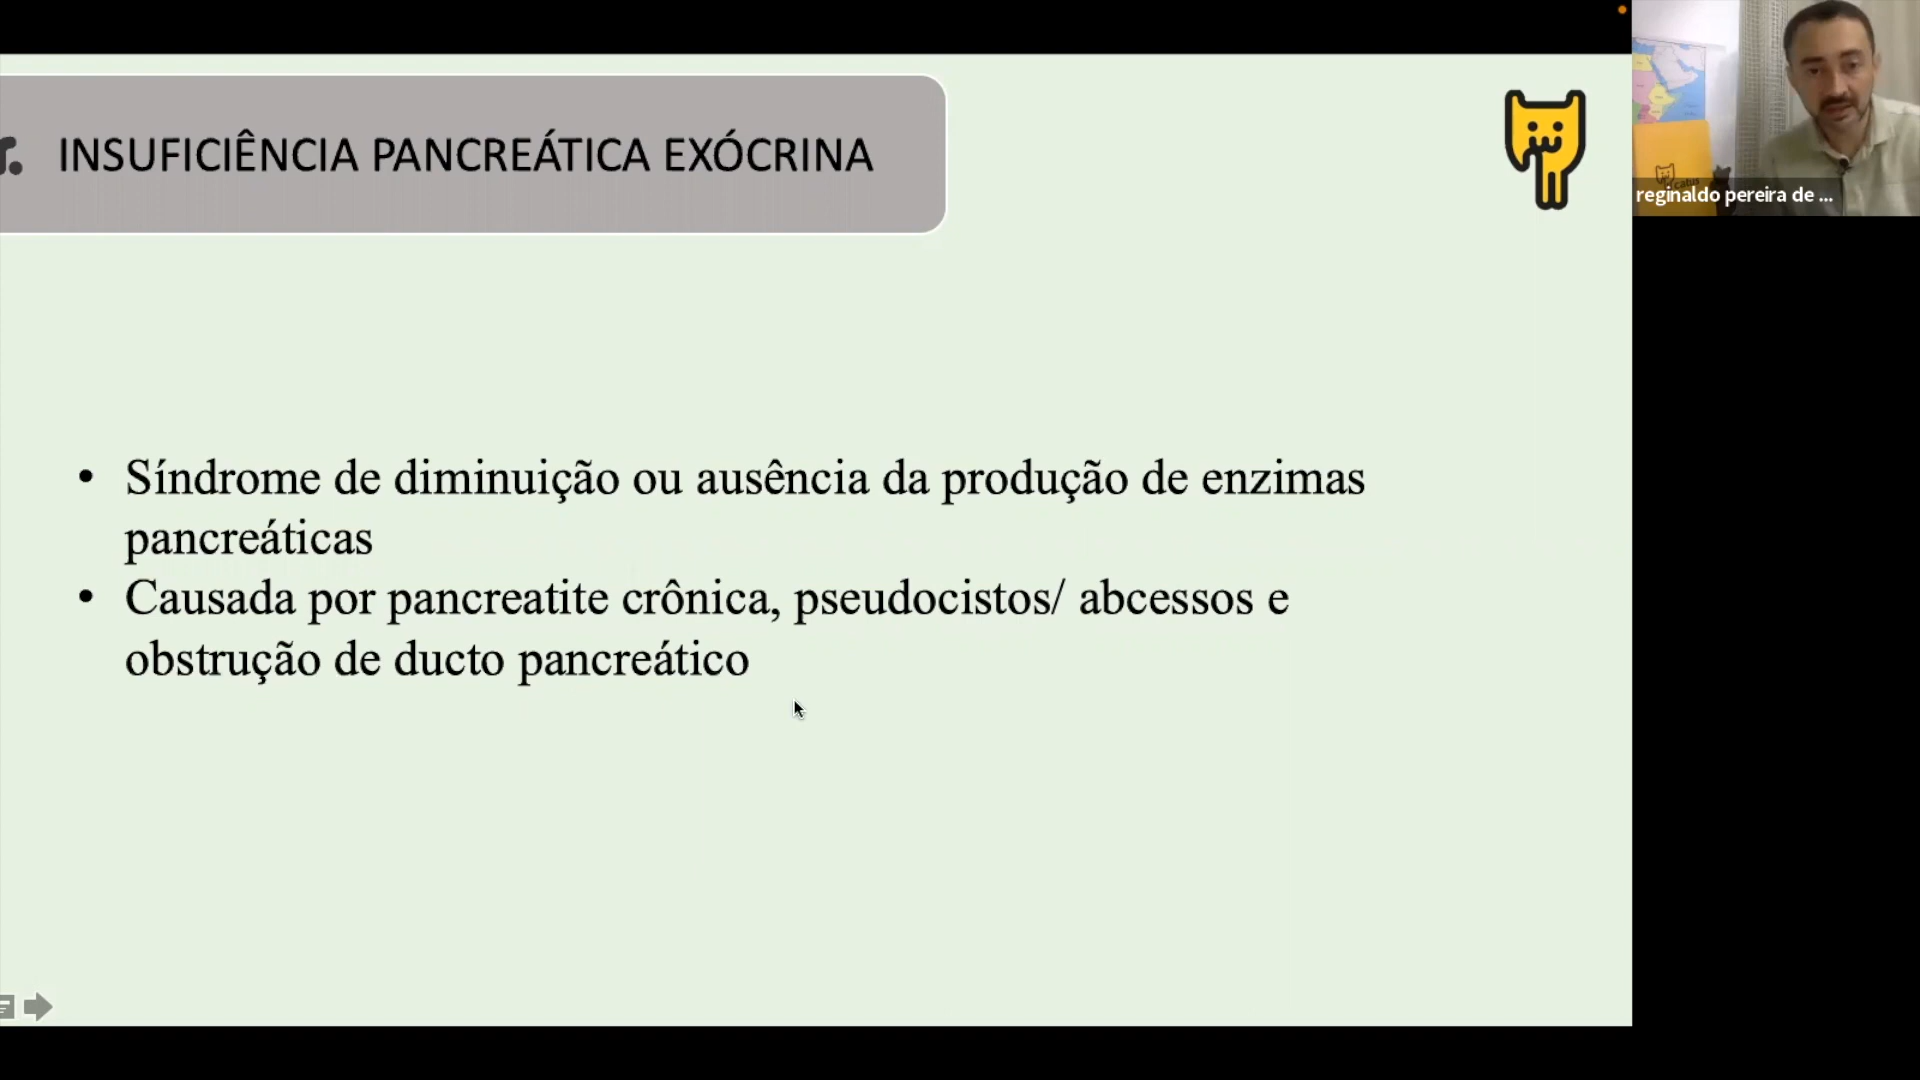 INSUFICIÊNCIA PANCREÁTICA EXÓCRINA
reginaldo pereira de ...
• Síndrome de diminuição ou ausência da produção de enzimas
pancreáticas
• Causada por pancreatite crônica, pseudocistos/ abcessos e
obstrução de ducto pancreático